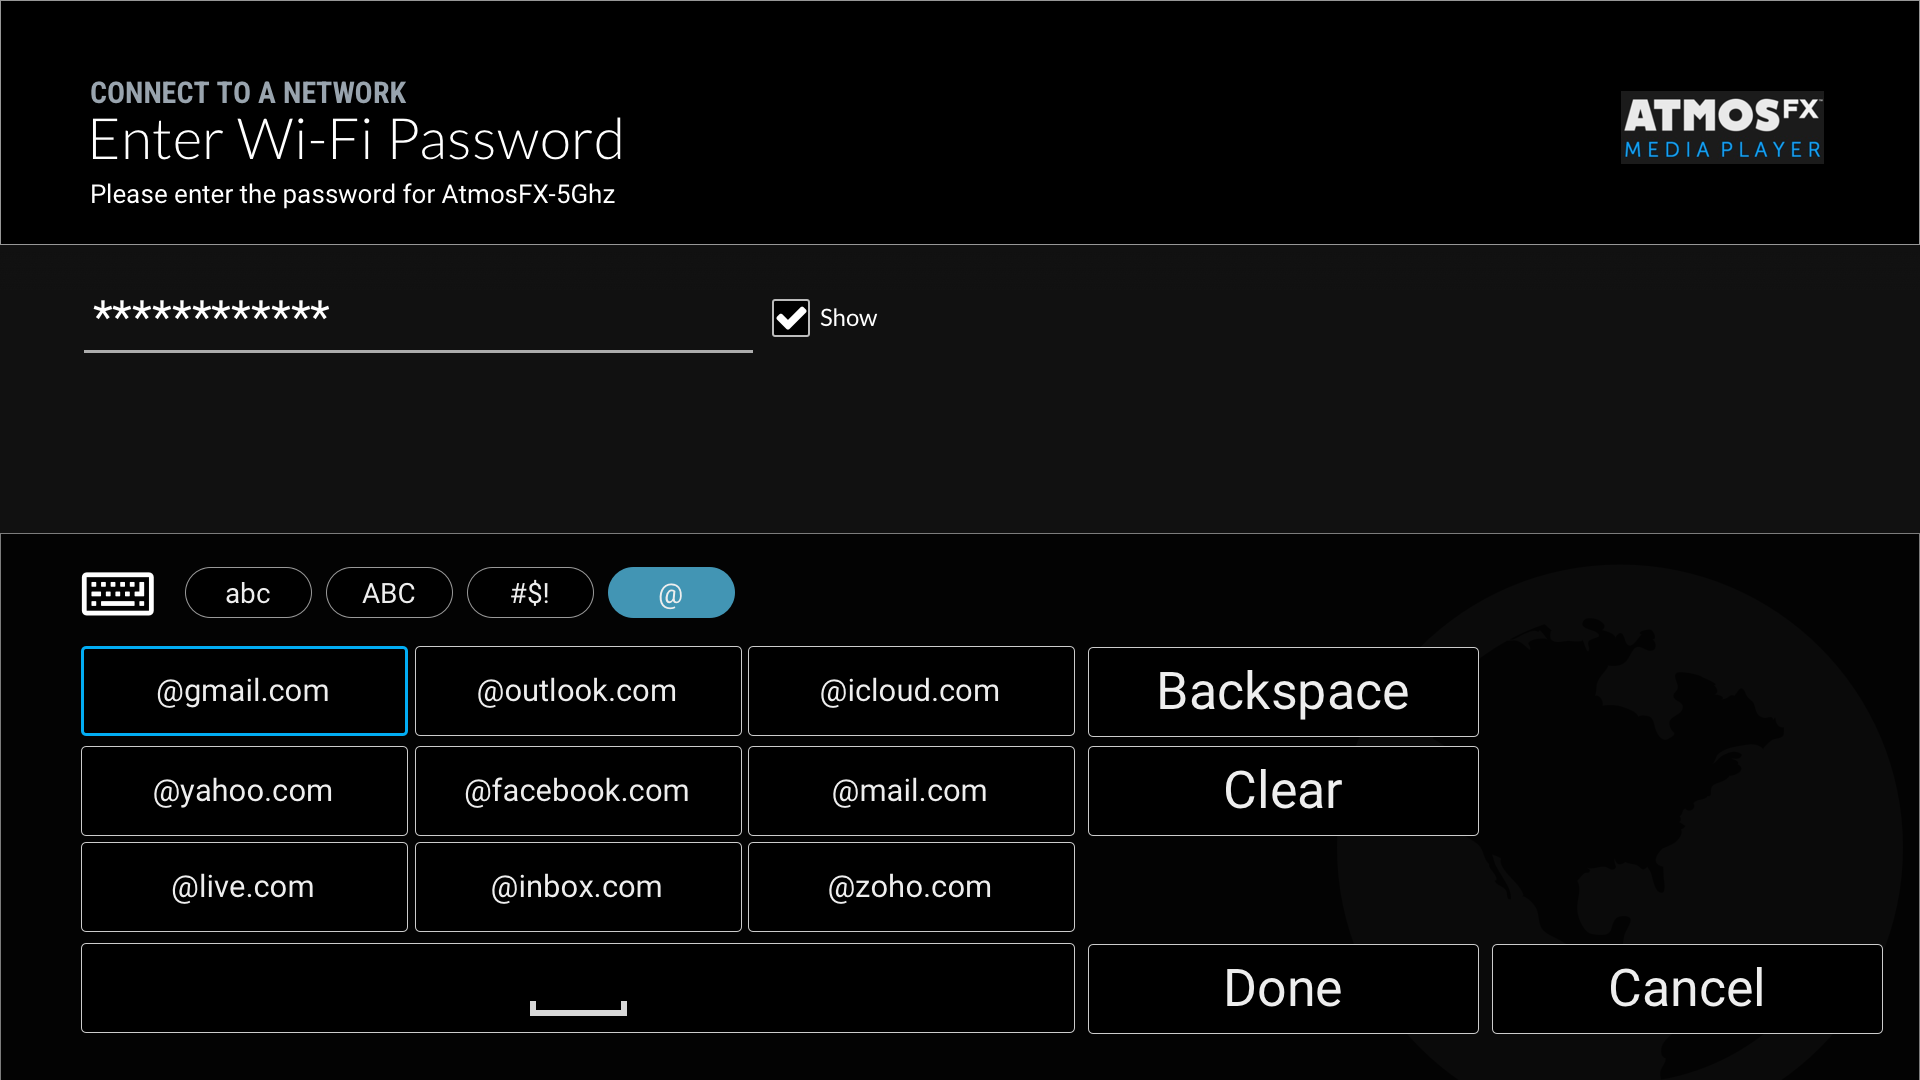 CONNECT TO A NETWORK
Enter Wi-Fi Password
Please enter the password for AtmosFX-5Ghz
ATMOSFX™
MEDIA PLAYER
************
Show
abc ABC #$! @
@gmail.com @outlook.com @icloud.com Backspace
@yahoo.com @facebook.com @mail.com Clear
@live.com @inbox.com @zoho.com
Done Cancel